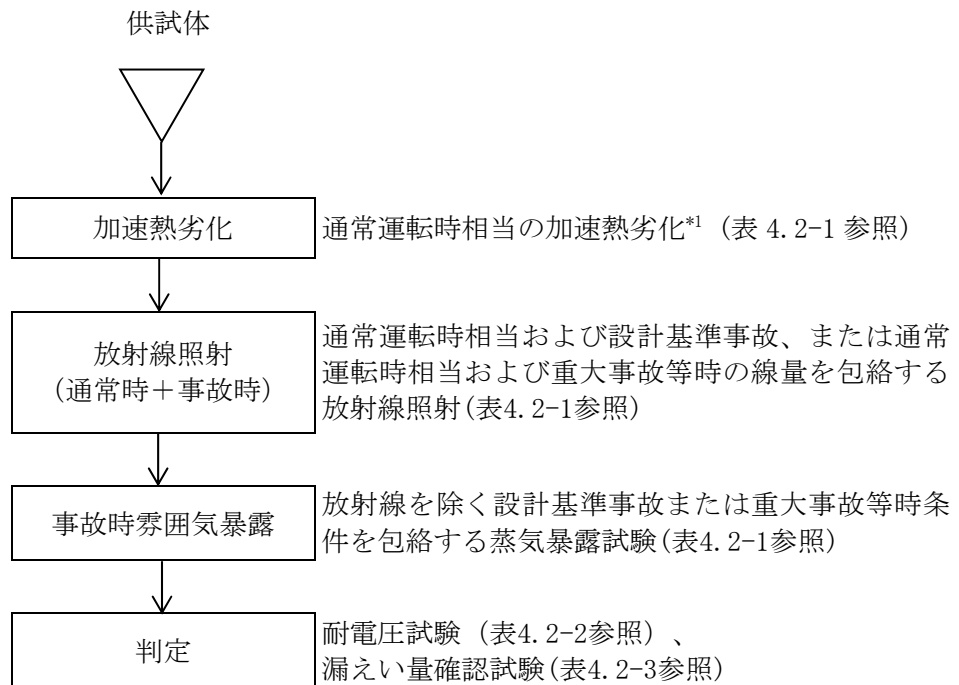 供試体
加速熱劣化
通常運転時相当の加速熱劣化*1 (表 4.2-1 参照)
放射線照射
(通常時＋事故時)
通常運転時相当および設計基準事故、または通常
運転時相当および重大事故等時の線量を包絡する
放射線照射(表4.2-1参照)
事故時雰囲気暴露
放射線を除く設計基準事故または重大事故等時条
件を包絡する蒸気暴露試験(表4.2-1参照)
判定
耐電圧試験 (表4.2-2参照) 、
漏えい量確認試験(表4.2-3参照)